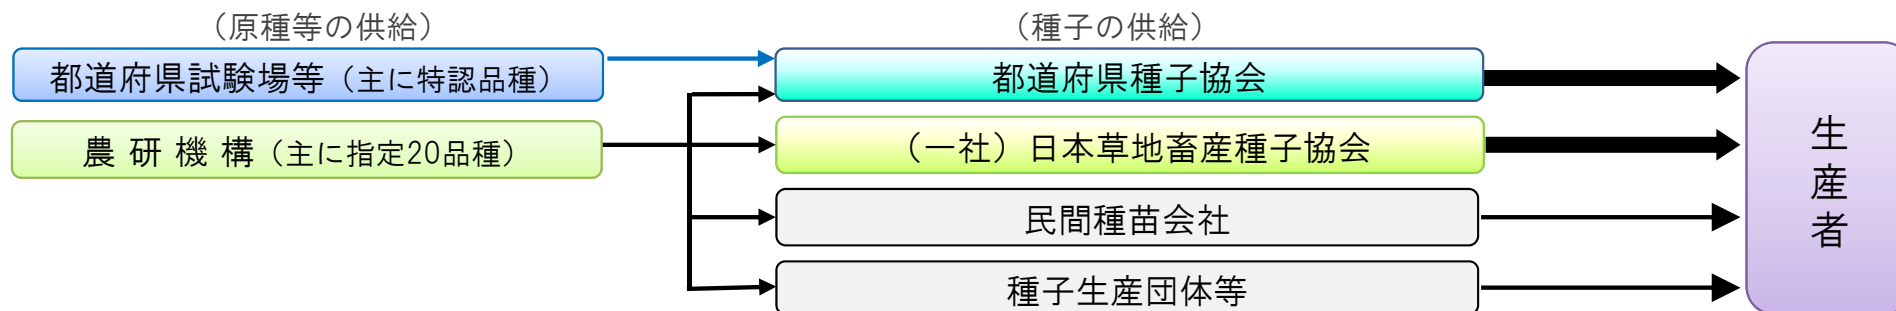 （原種等の供給）
（種子の供給）
都道府県試験場等（主に特認品種）
都道府県種子協会
農研機構（主に指定20品種）
（一社）日本草地畜産種子協会
民間種苗会社
種子生産団体等
生産者